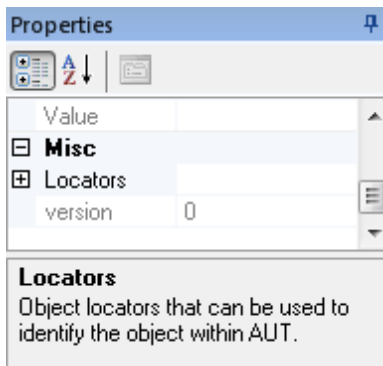 Properties
A
Z
Value
Misc
Locators
version 0
Locators
Object locators that can be used to
identify the object within AUT.